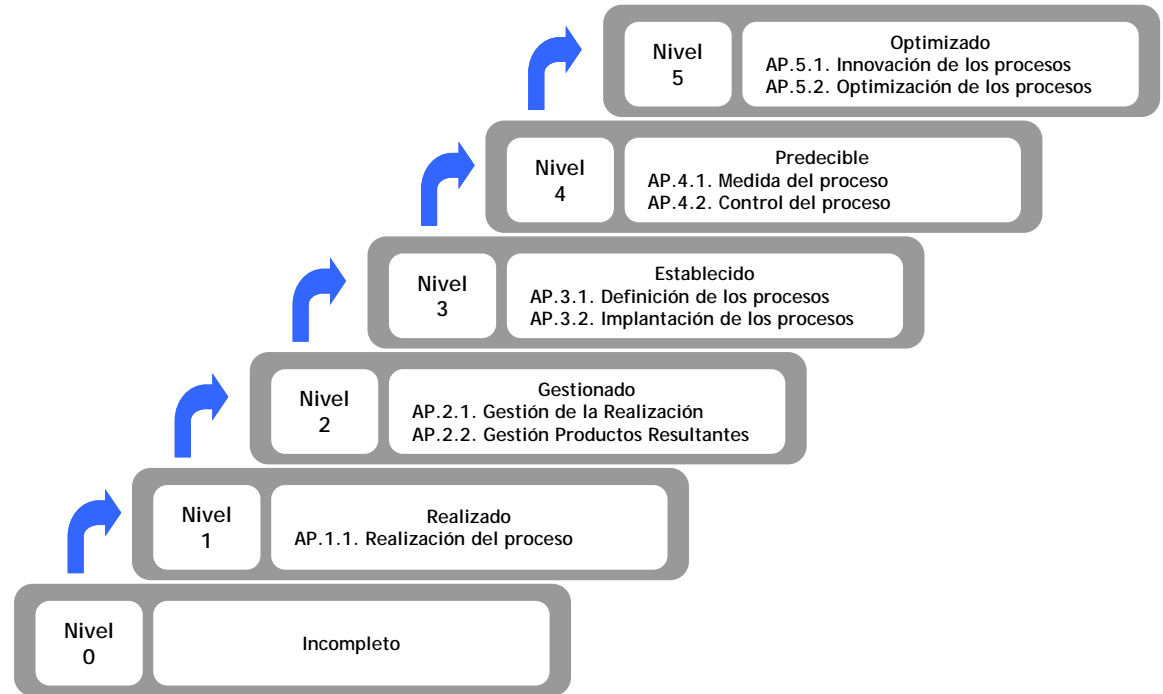 Nivel
5
Optimizado
AP.5.1. Innovación de los procesos
AP.5.2. Optimización de los procesos
Nivel
4
Predecible
AP.4.1. Medida del proceso
AP.4.2. Control del proceso
Nivel
3
Establecido
AP.3.1. Definición de los procesos
AP.3.2. Implantación de los procesos
Nivel
2
Gestionado
AP.2.1. Gestión de la Realización
AP.2.2. Gestión Productos Resultantes
Nivel
1
Realizado
AP.1.1. Realización del proceso
Nivel
0
Incompleto